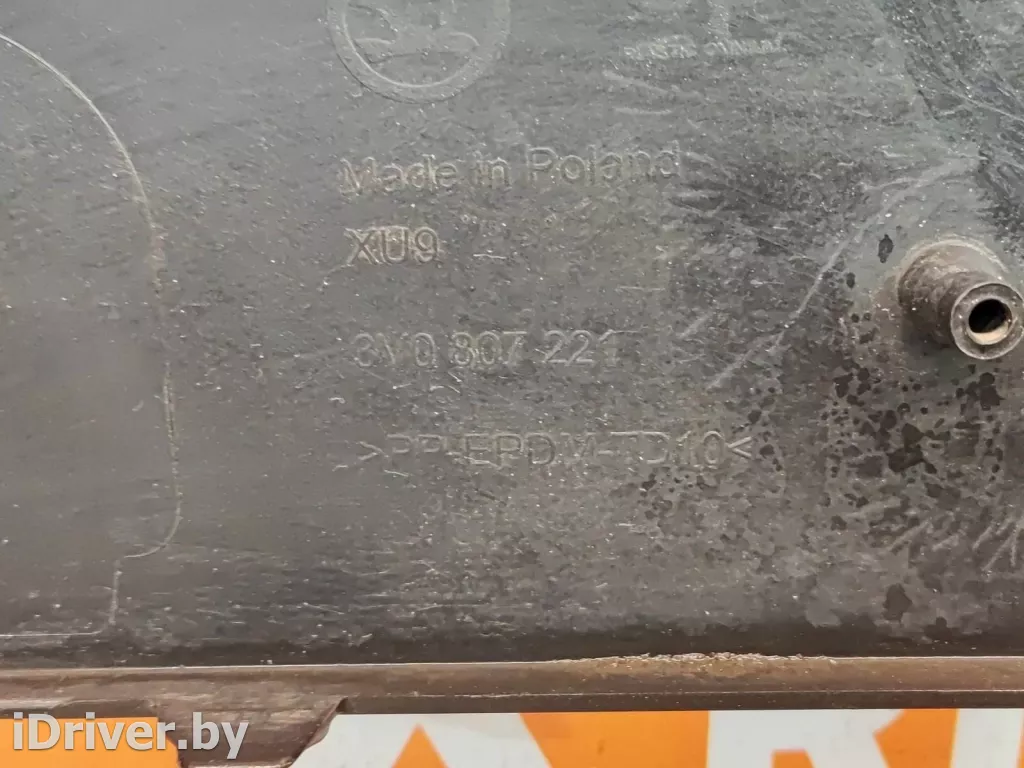 Made in Poland
XU9
3V0 807 221
>PP-EPDM-TD10<
iDriver.by